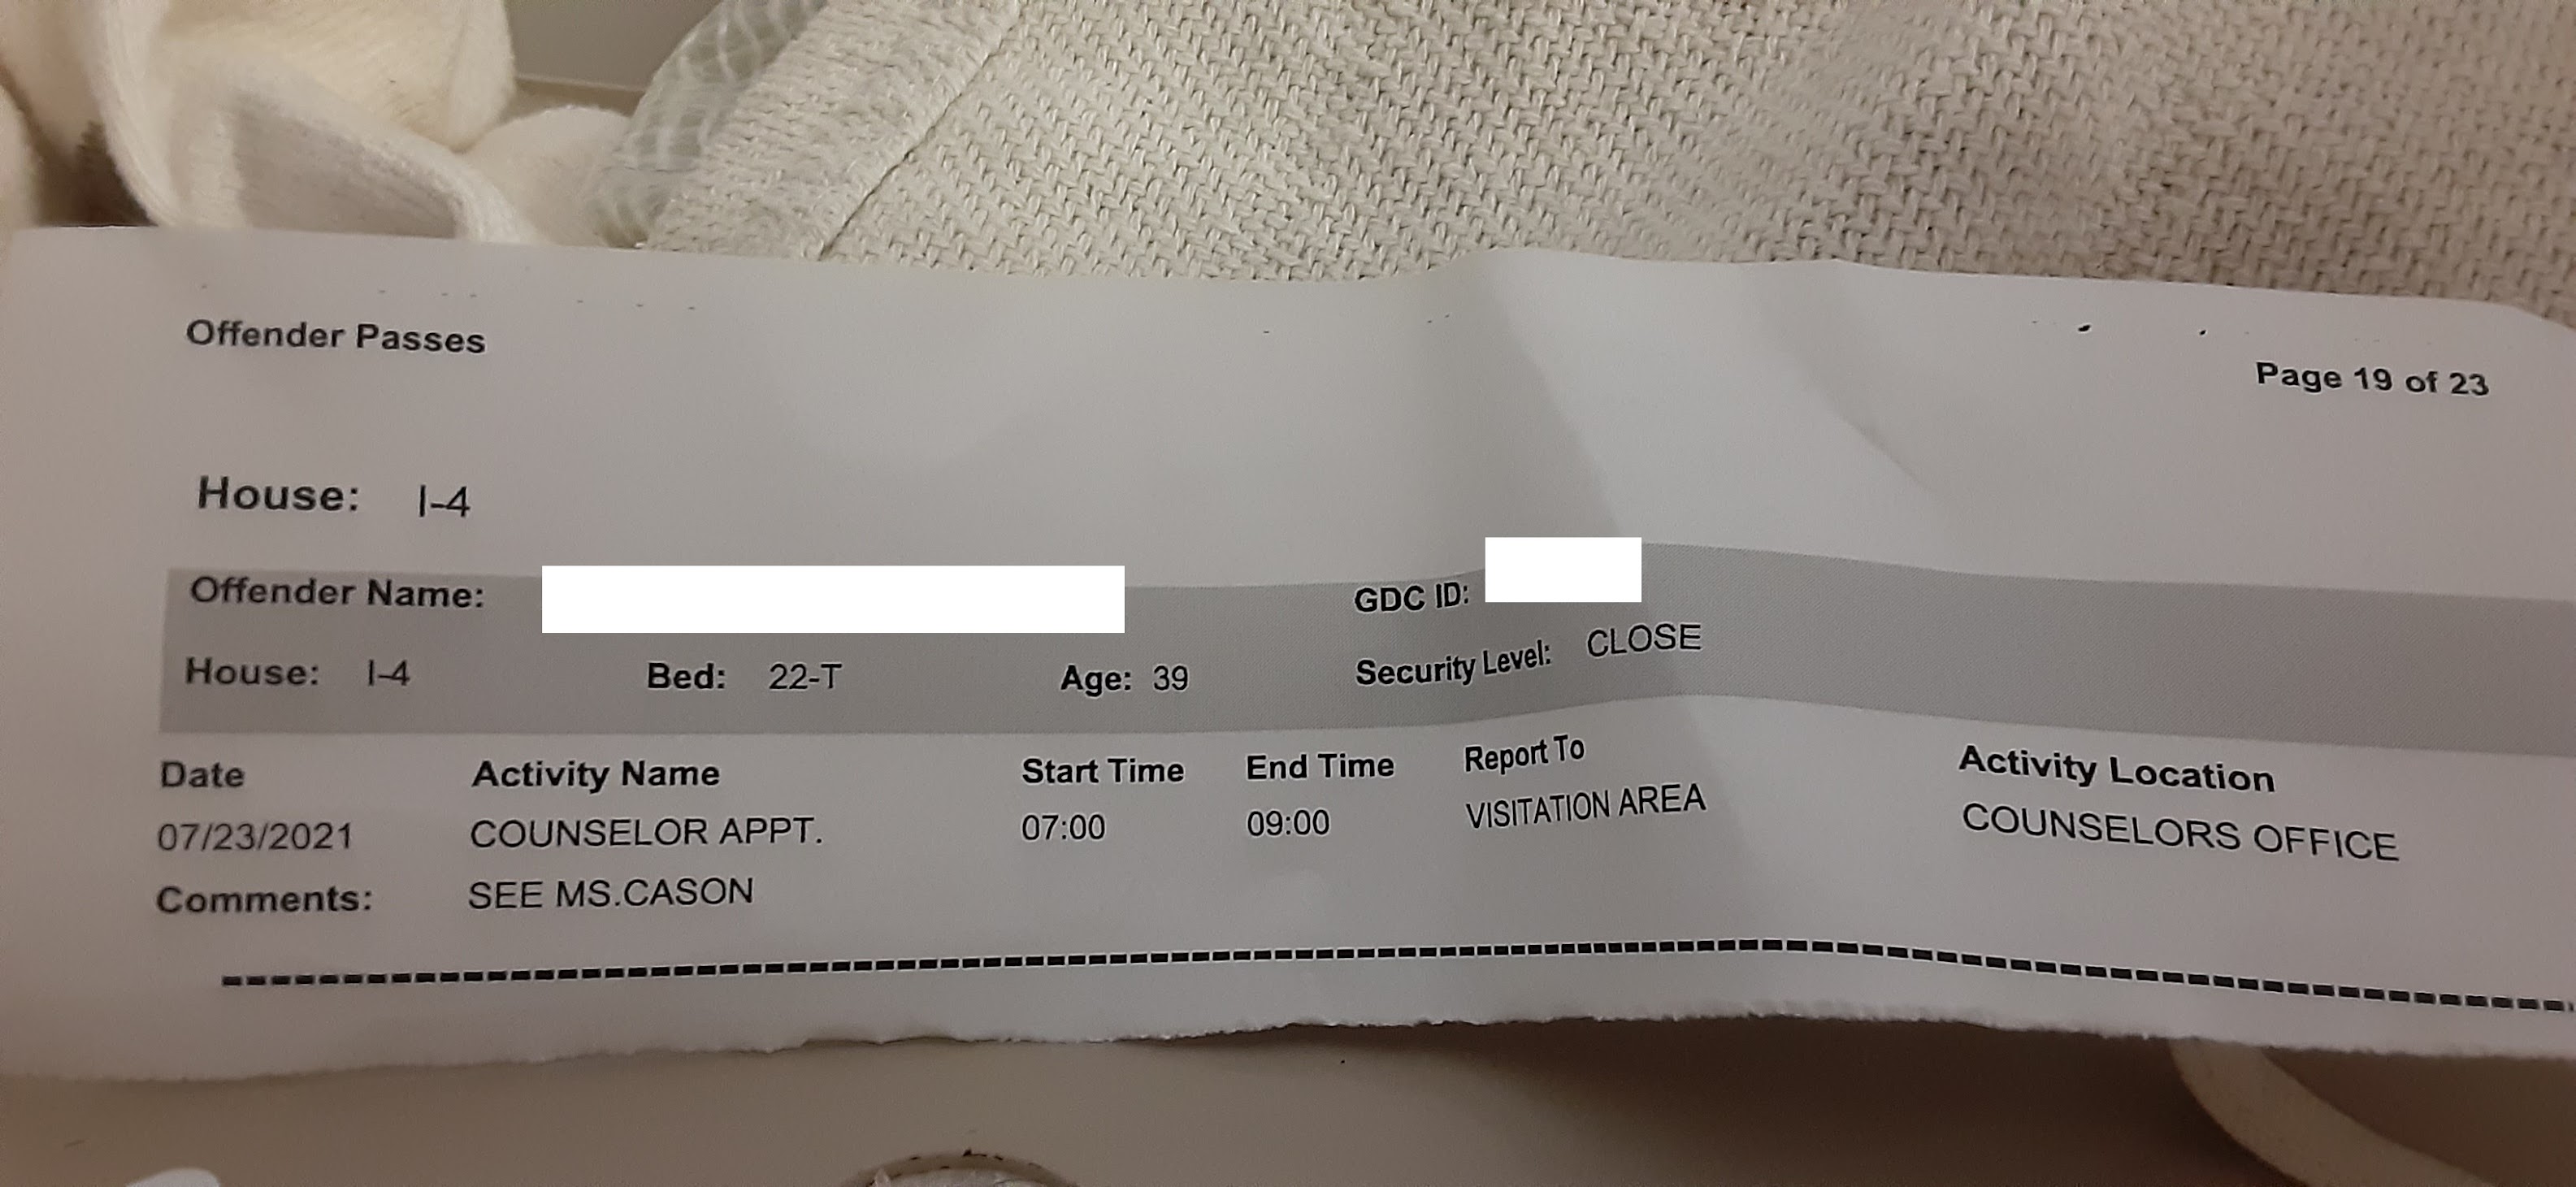 Offender Passes
Page 19 of 23
House: I-4
Offender Name: GDC ID:
House: I-4 Bed: 22-T Age: 39 Security Level: CLOSE
Date Activity Name Start Time End Time Report To Activity Location
07/23/2021 COUNSELOR APPT. 07:00 09:00 VISITATION AREA COUNSELORS OFFICE
Comments: SEE MS.CASON